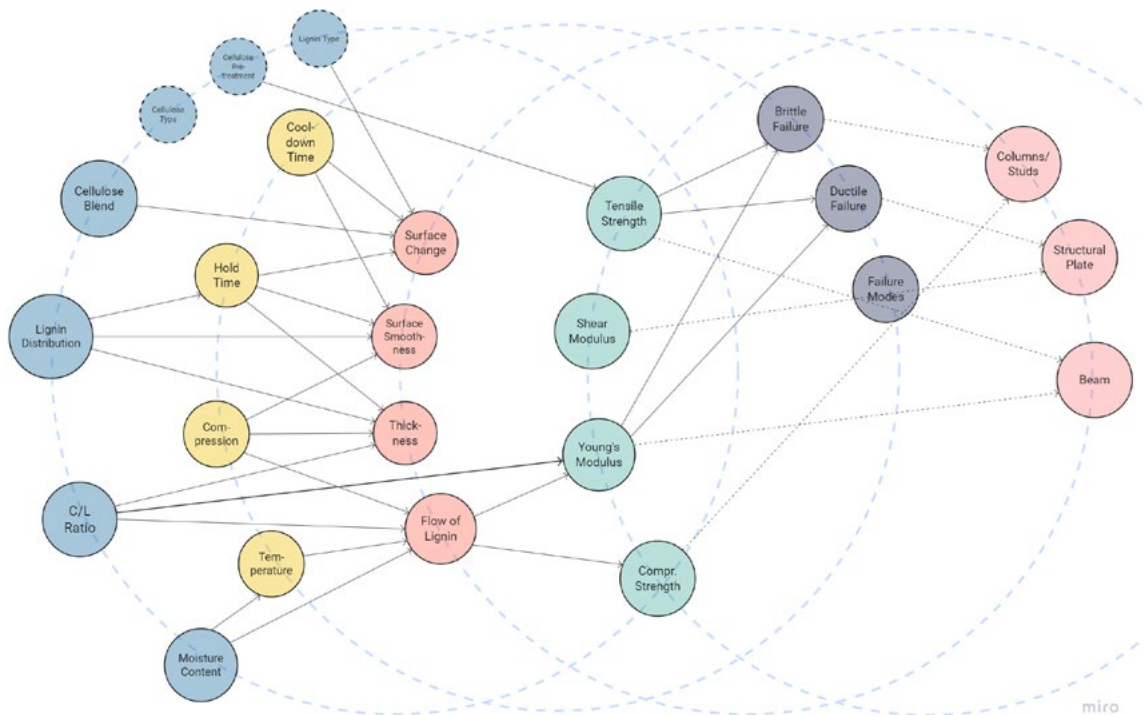 Lignin Type
Cellulose
Pre-
treatment
Cellulose
Type
Cool-
down
Time
Brittle
Failure
Columns/
Studs
Cellulose
Blend
Tensile
Strength
Ductile
Failure
Surface
Change
Structural
Plate
Hold
Time
Failure
Modes
Lignin
Distribution
Surface
Smooth-
ness
Shear
Modulus
Beam
Com-
pression
Thick-
ness
Young's
Modulus
C/L
Ratio
Flow of
Lignin
Tem-
perature
Compr.
Strength
Moisture
Content
miro